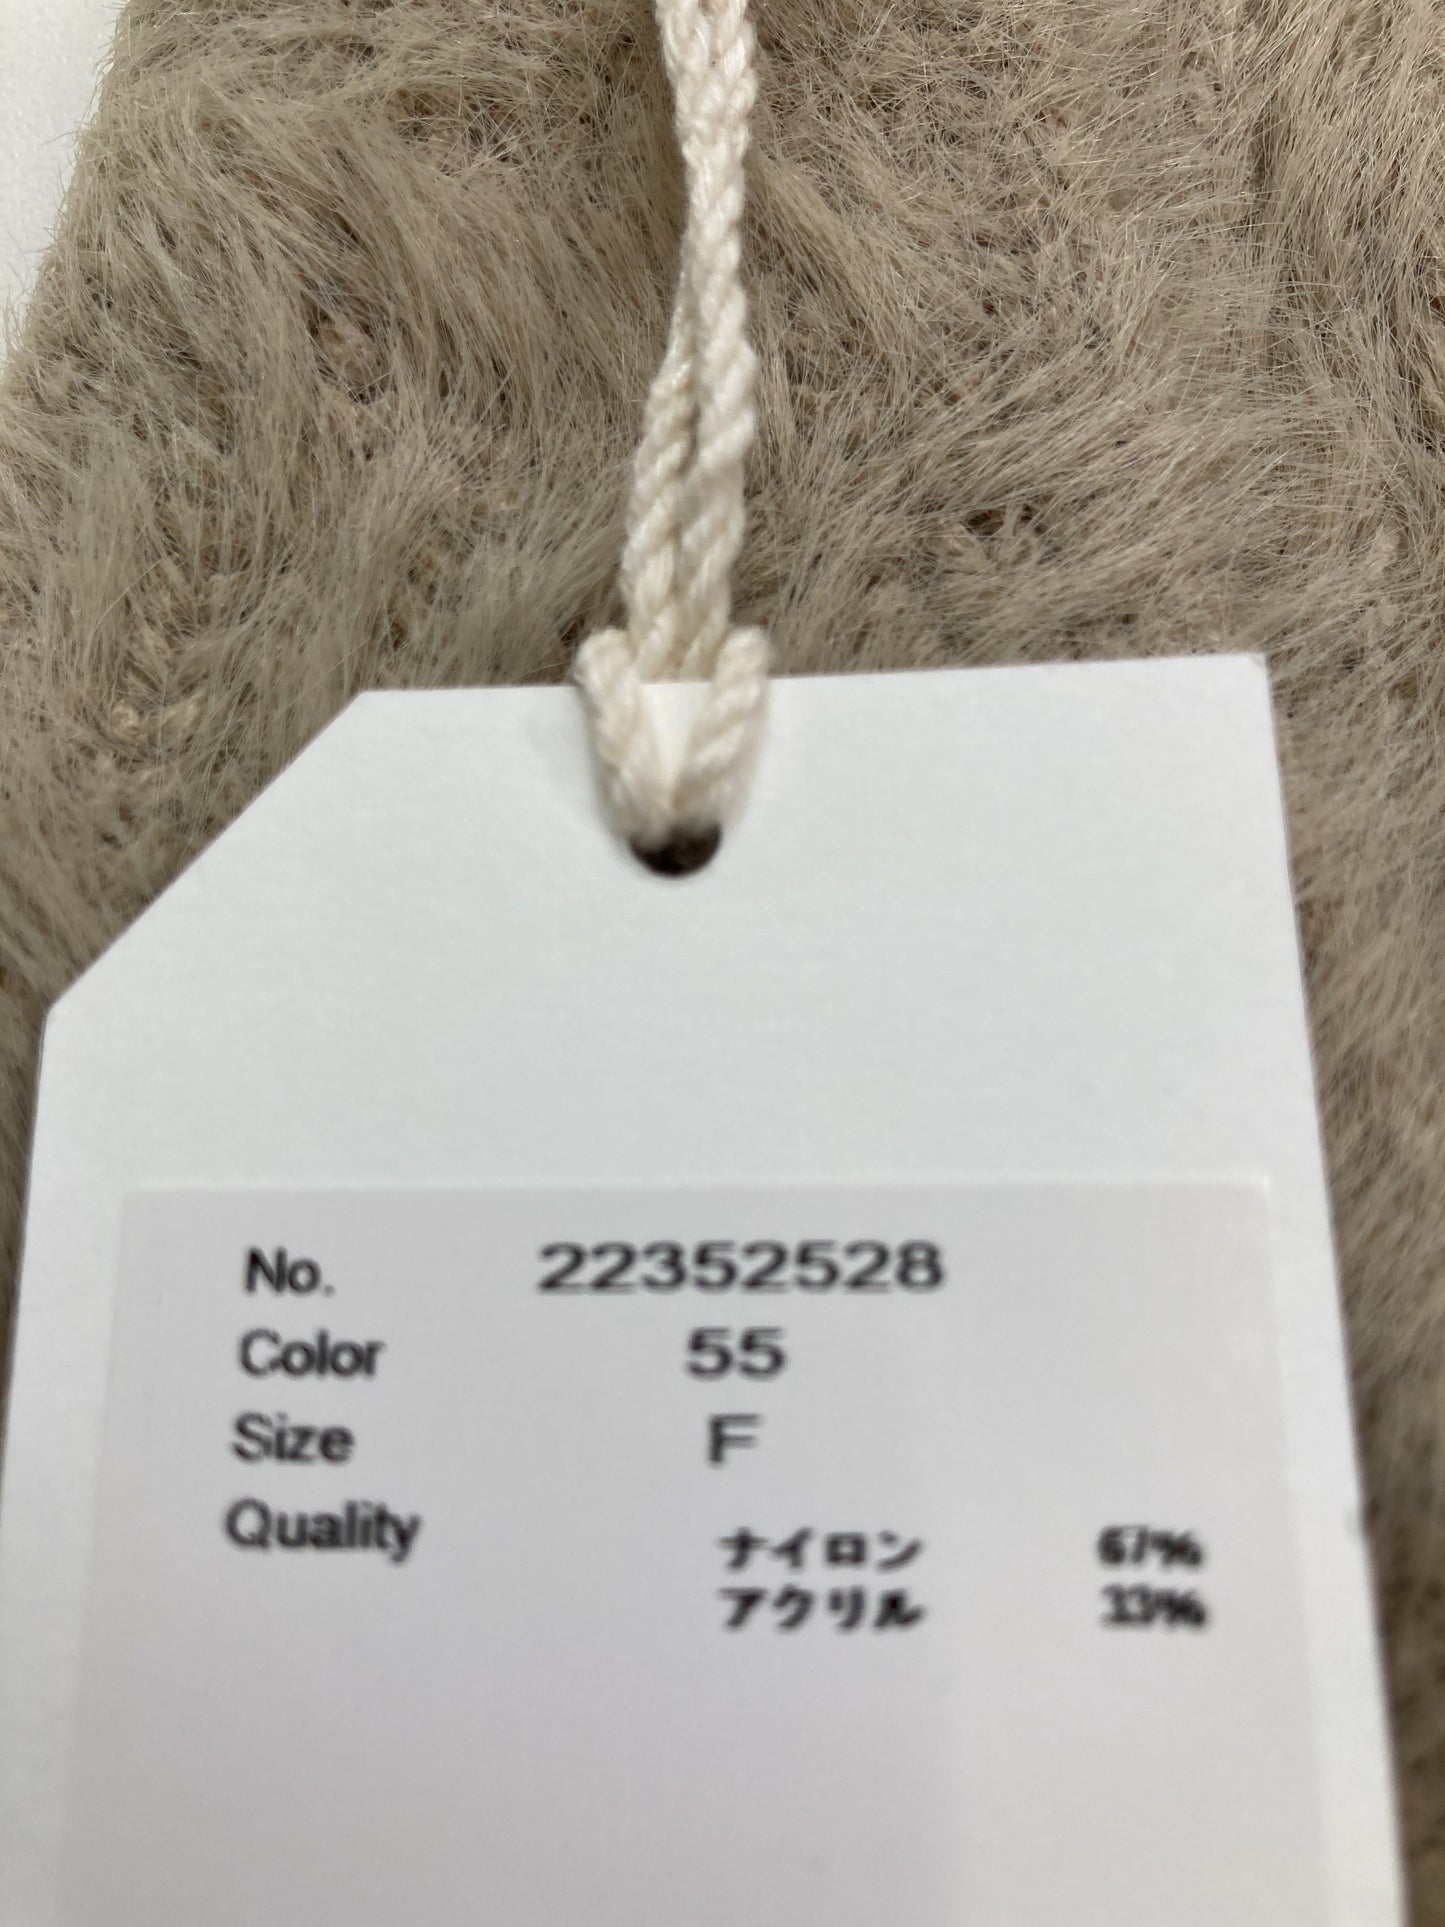 No. 22352528
Color 55
Size F
Quality ナイロン 67%
アクリル 33%